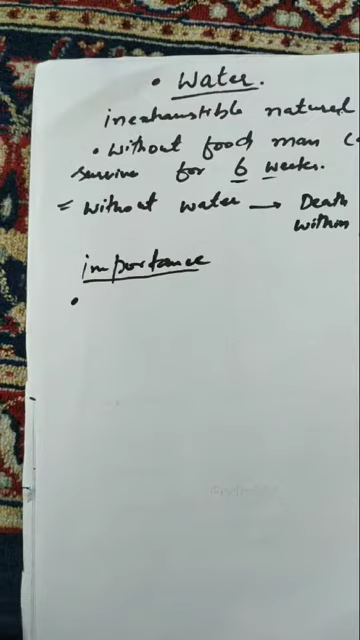 • Water.
inexhaustible natural
• without food man
survive for 6 weeks.
= without water → Death
within
importance
•